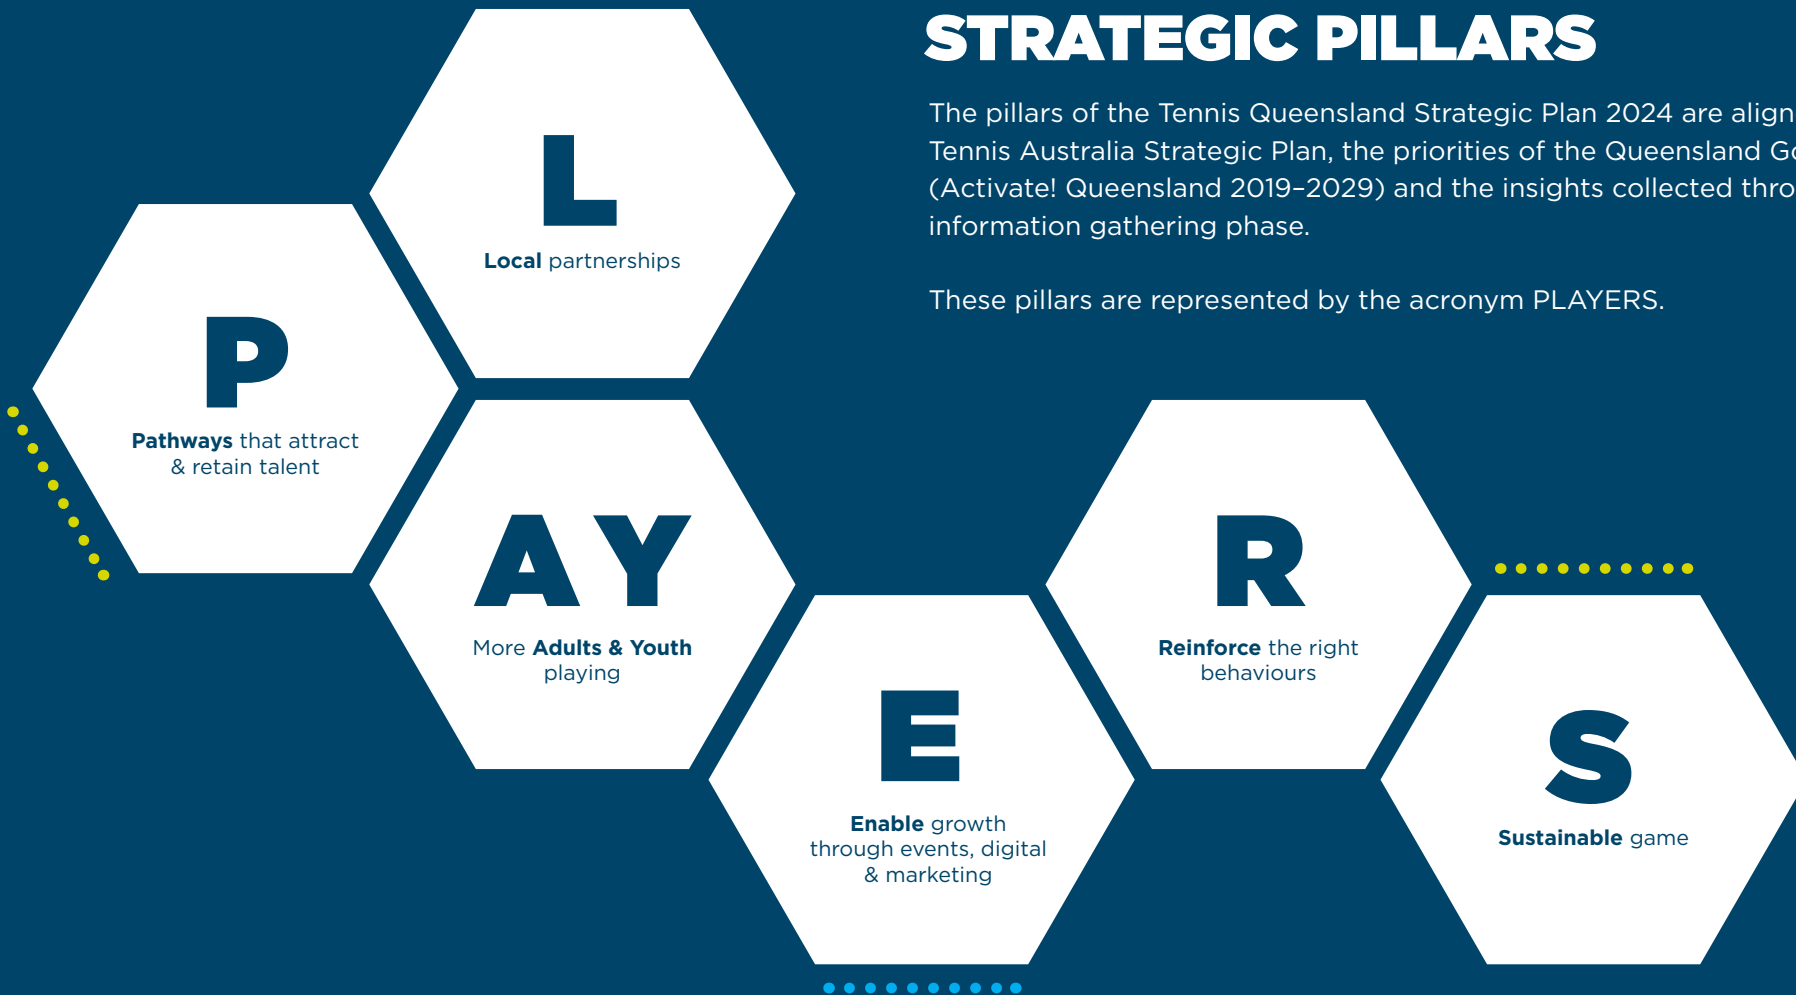 STRATEGIC PILLARS
The pillars of the Tennis Queensland Strategic Plan 2024 are
Tennis Australia Strategic Plan, the priorities of the Queensland
(Activate! Queensland 2019–2029) and the insights collected
information gathering phase.
These pillars are represented by the acronym PLAYERS.
P
Pathways that attract
& retain talent
L
Local partnerships
A Y
More Adults & Youth
playing
E
Enable growth
through events, digital
& marketing
R
Reinforce the right
behaviours
S
Sustainable game